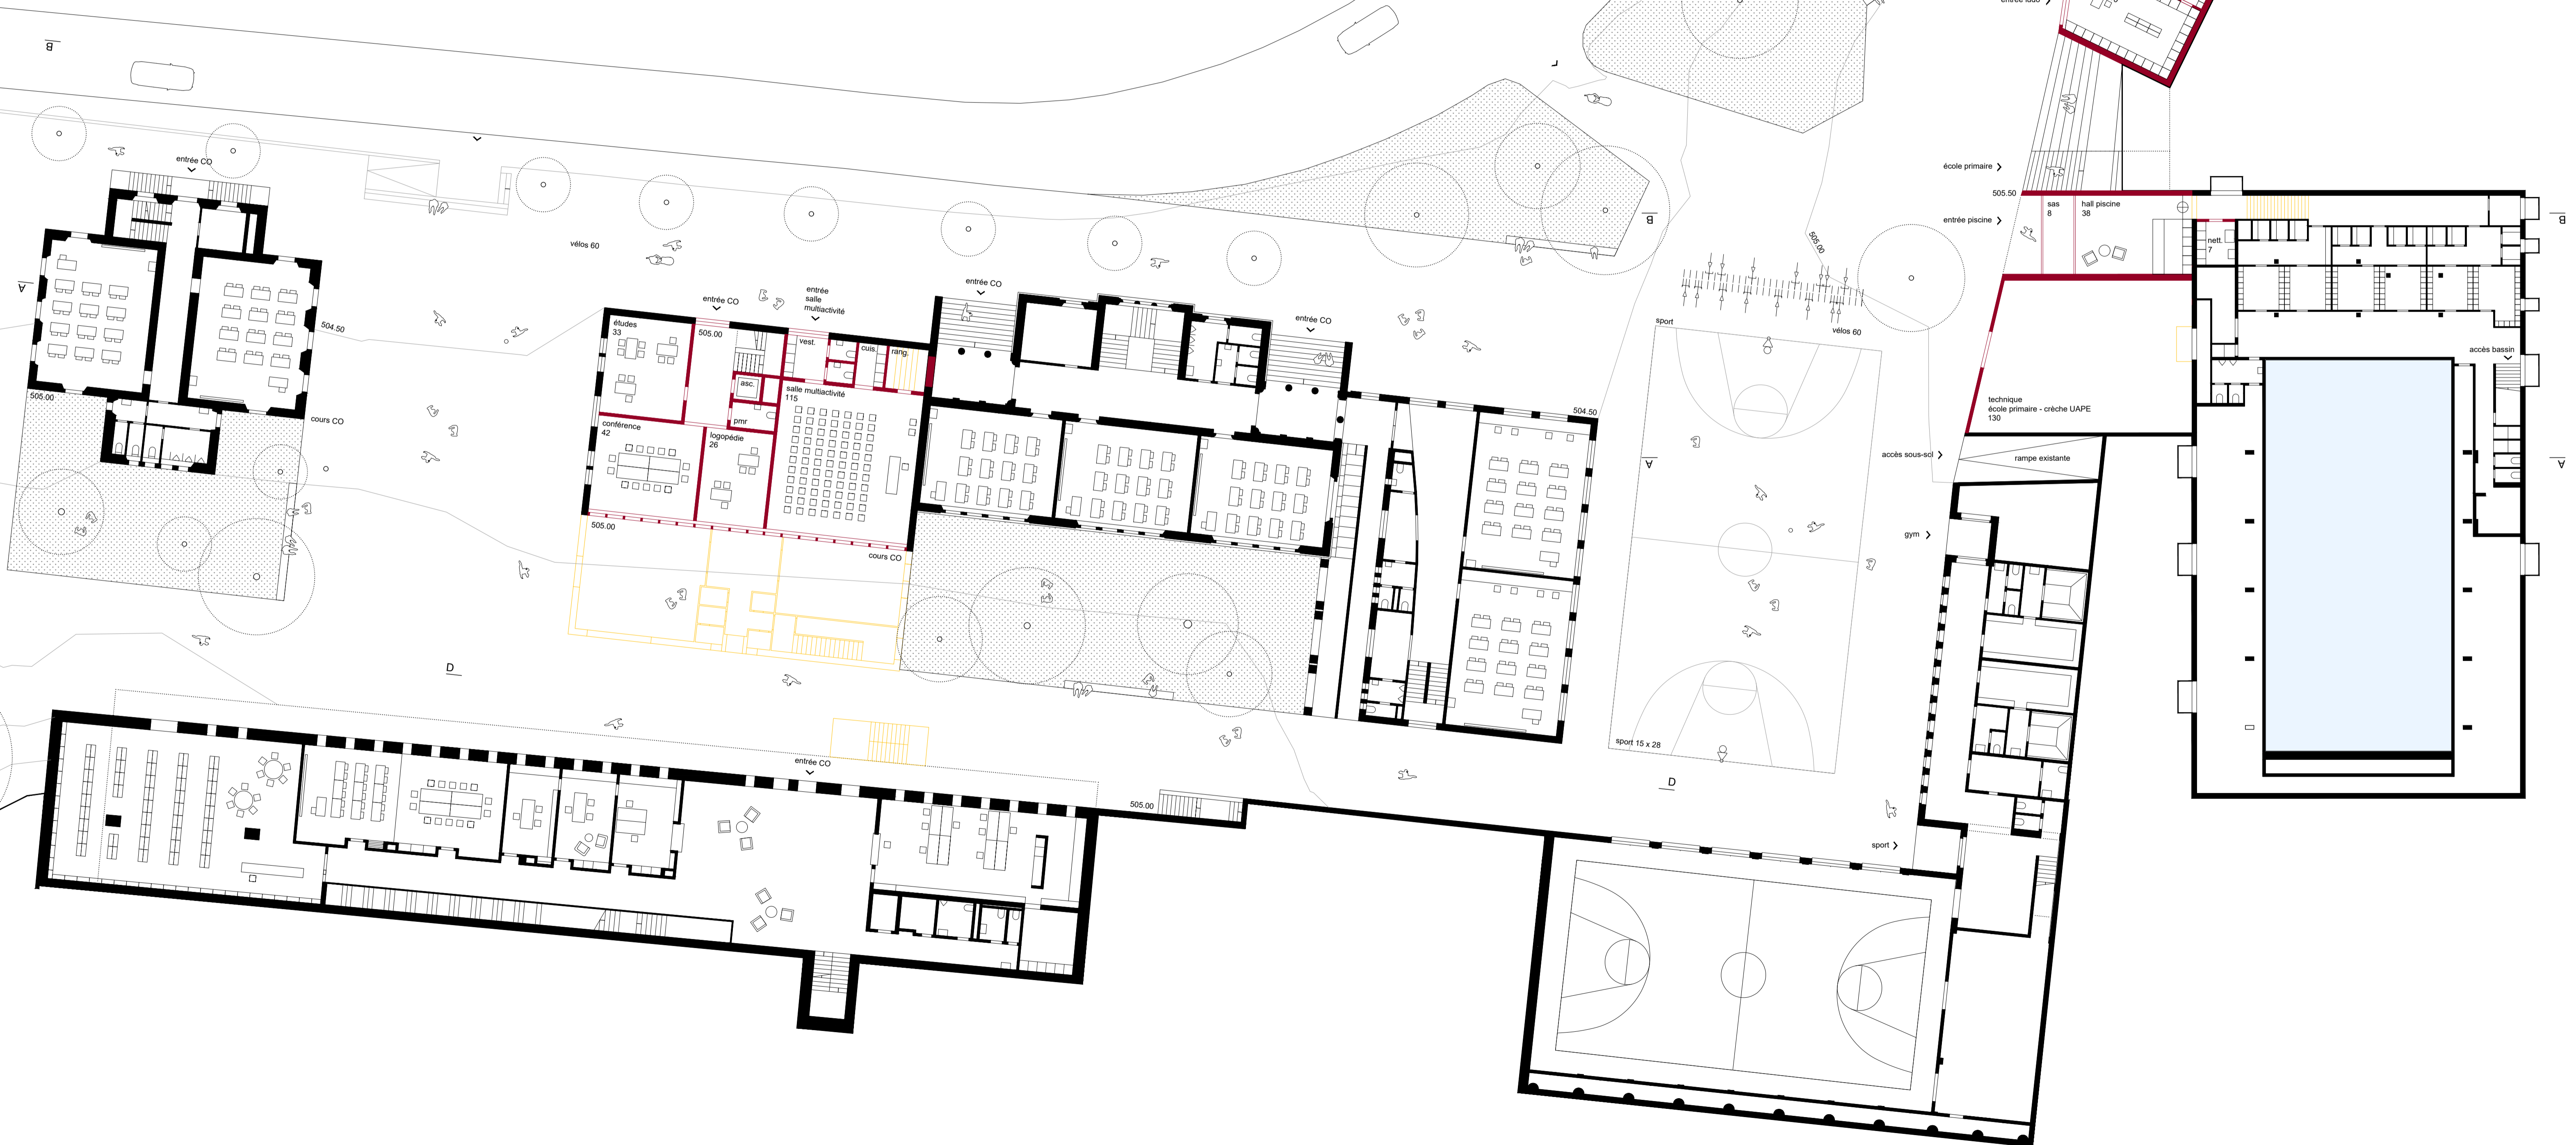 entrée ludo
B
entrée CO
école primaire
505.50
sas
8
hall piscine
38
B
B
entrée piscine
vélos 60
505.00
nett.
7
A
entrée CO
entrée
salle
multiactivité
entrée CO
504.50
études
33
505.00
vest.
cuis.
rang.
entrée CO
sport
vélos 60
accès bassin
asc.
salle multiactivité
115
505.00
cours CO
pmr
conférence
42
logopédie
26
504.50
technique
école primaire - crèche UAPE
130
accès sous-sol
rampe existante
A
A
505.00
cours CO
gym
D
sport 15 x 28
D
entrée CO
505.00
sport